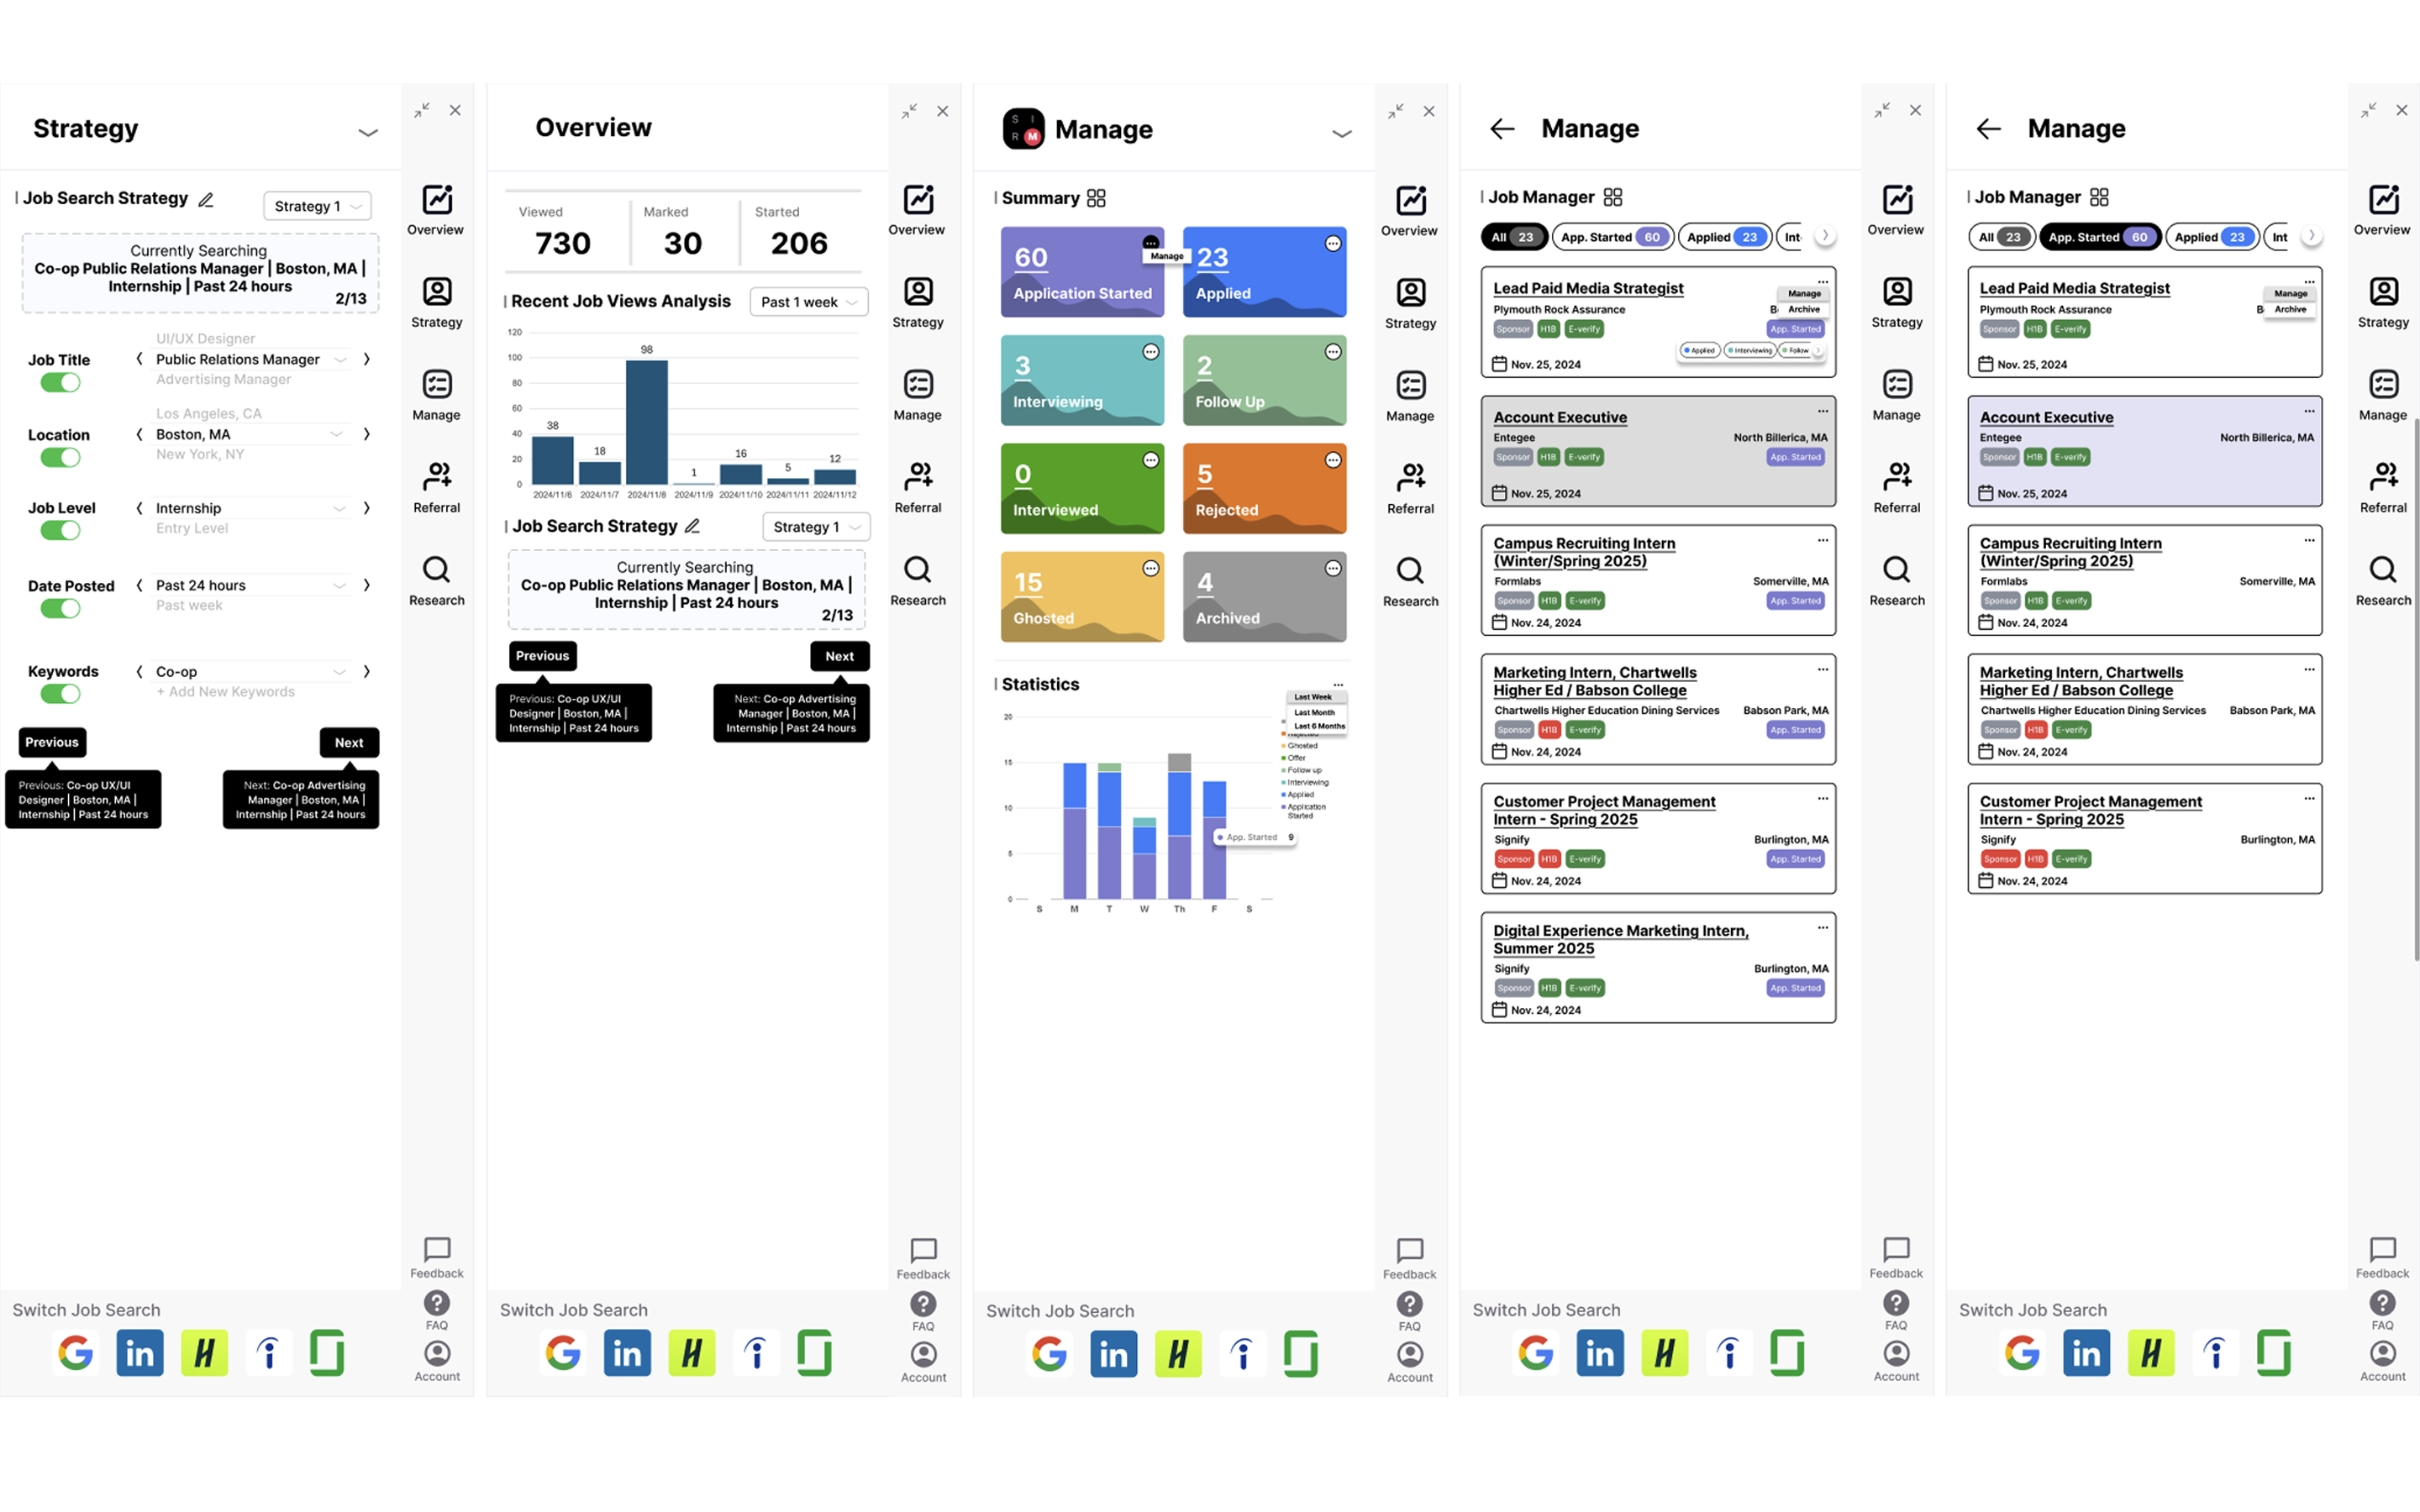 Strategy
Job Search Strategy
Strategy 1
Currently Searching
Co-op Public Relations Manager | Boston, MA |
Internship | Past 24 hours
2/13
UI/UX Designer
Job Title
Public Relations Manager
Advertising Manager
Los Angeles, CA
Location
Boston, MA
New York, NY
Job Level
Internship
Entry Level
Date Posted
Past 24 hours
Past week
Keywords
Co-op
+ Add New Keywords
Previous
Next
Previous: Co-op UX/UI
Designer | Boston, MA |
Internship | Past 24 hours
Next: Co-op Advertising
Manager | Boston, MA |
Internship | Past 24 hours
Overview
Strategy
Manage
Referral
Research
Feedback
FAQ
Account
Switch Job Search
in
Overview
Viewed
730
Marked
30
Started
206
Recent Job Views Analysis
Past 1 week
120
100
80
60
40
20
0
38
18
98
1
16
5
12
2024/11/6
2024/11/7
2024/11/8
2024/11/9
2024/11/10
2024/11/11
2024/11/12
Job Search Strategy
Strategy 1
Currently Searching
Co-op Public Relations Manager | Boston, MA |
Internship | Past 24 hours
2/13
Previous
Next
Previous: Co-op UX/UI
Designer | Boston, MA |
Internship | Past 24 hours
Next: Co-op Advertising
Manager | Boston, MA |
Internship | Past 24 hours
Overview
Strategy
Manage
Referral
Research
Feedback
FAQ
Account
Switch Job Search
in
S I
R M
Manage
Summary
60
Application Started
Manage
23
Applied
3
Interviewing
2
Follow Up
0
Interviewed
5
Rejected
15
Ghosted
4
Archived
Statistics
Last Week
Last Month
Last 6 Months
Rejected
Ghosted
Offer
Follow up
Interviewing
Applied
Application
Started
20
15
10
5
0
App. Started 9
S
M
T
W
Th
F
S
Overview
Strategy
Manage
Referral
Research
Feedback
FAQ
Account
Switch Job Search
in
Manage
Job Manager
All 23
App. Started 60
Applied 23
Int
Lead Paid Media Strategist
Manage
Plymouth Rock Assurance
B
Archive
Sponsor H1B E-verify
App. Started
Applied
Interviewing
Follow
Nov. 25, 2024
Account Executive
Entegee
North Billerica, MA
Sponsor H1B E-verify
App. Started
Nov. 25, 2024
Campus Recruiting Intern
(Winter/Spring 2025)
Formlabs
Somerville, MA
Sponsor H1B E-verify
App. Started
Nov. 24, 2024
Marketing Intern, Chartwells
Higher Ed / Babson College
Chartwells Higher Education Dining Services
Babson Park, MA
Sponsor H1B E-verify
App. Started
Nov. 24, 2024
Customer Project Management
Intern - Spring 2025
Signify
Burlington, MA
Sponsor H1B E-verify
App. Started
Nov. 24, 2024
Digital Experience Marketing Intern,
Summer 2025
Signify
Burlington, MA
Sponsor H1B E-verify
App. Started
Nov. 24, 2024
Overview
Strategy
Manage
Referral
Research
Feedback
FAQ
Account
Switch Job Search
in
Manage
Job Manager
All 23
App. Started 60
Applied 23
Int
Lead Paid Media Strategist
Manage
Plymouth Rock Assurance
B
Archive
Sponsor H1B E-verify
Nov. 25, 2024
Account Executive
Entegee
North Billerica, MA
Sponsor H1B E-verify
Nov. 25, 2024
Campus Recruiting Intern
(Winter/Spring 2025)
Formlabs
Somerville, MA
Sponsor H1B E-verify
Nov. 24, 2024
Marketing Intern, Chartwells
Higher Ed / Babson College
Chartwells Higher Education Dining Services
Babson Park, MA
Sponsor H1B E-verify
Nov. 24, 2024
Customer Project Management
Intern - Spring 2025
Signify
Burlington, MA
Sponsor H1B E-verify
Nov. 24, 2024
Overview
Strategy
Manage
Referral
Research
Feedback
FAQ
Account
Switch Job Search
in